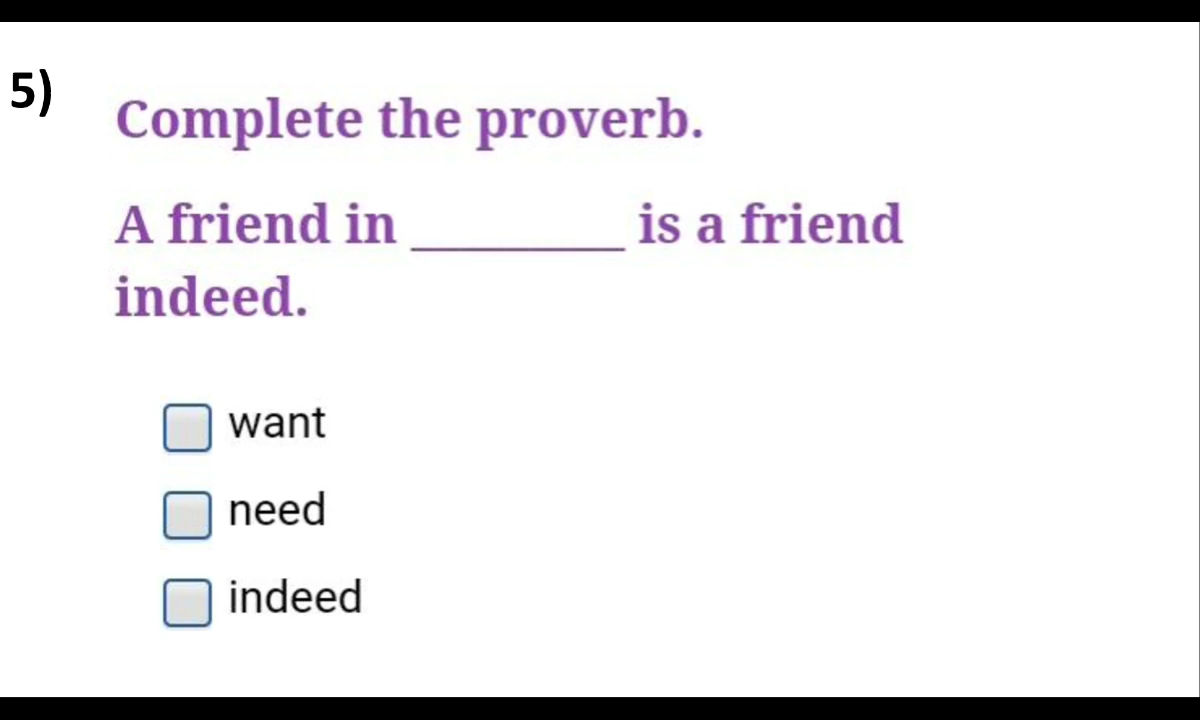 5)
Complete the proverb.
A friend in ________ is a friend
indeed.
want
need
indeed